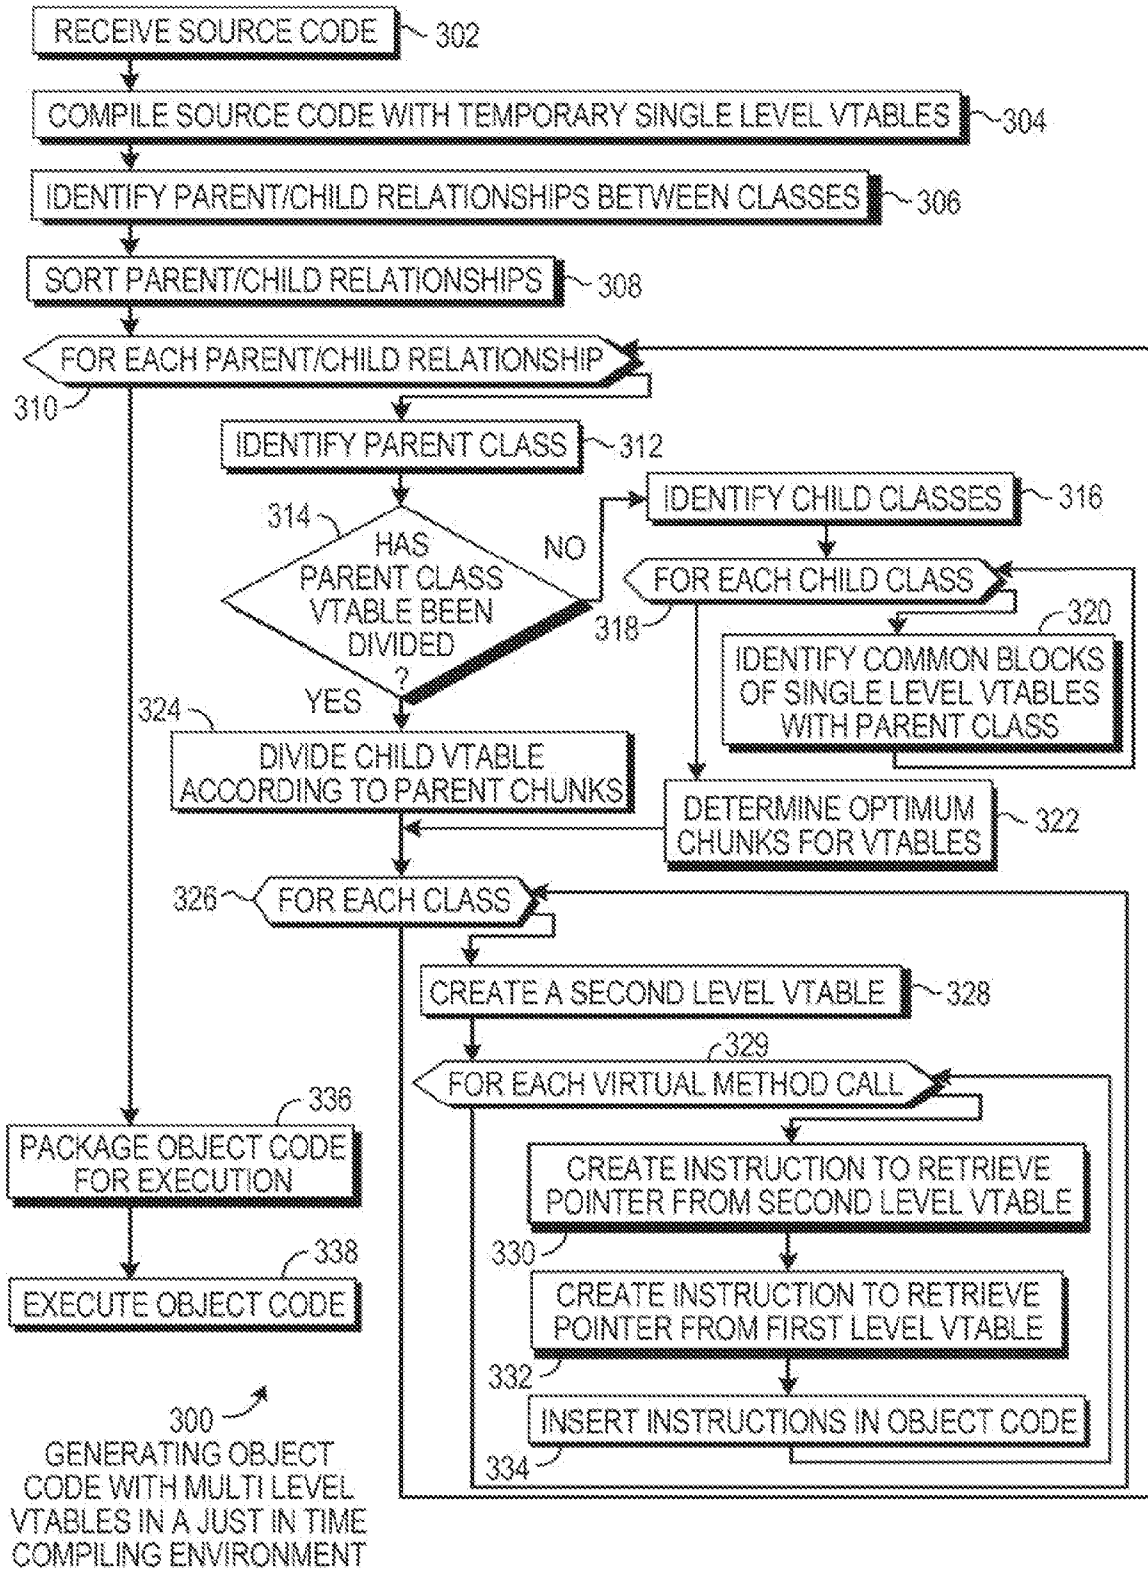 RECEIVE SOURCE CODE
302
COMPILE SOURCE CODE WITH TEMPORARY SINGLE LEVEL VTABLES
304
IDENTIFY PARENT/CHILD RELATIONSHIPS BETWEEN CLASSES
306
SORT PARENT/CHILD RELATIONSHIPS
308
FOR EACH PARENT/CHILD RELATIONSHIP
310
IDENTIFY PARENT CLASS
312
314
HAS
PARENT CLASS
VTABLE BEEN
DIVIDED
?
NO
YES
IDENTIFY CHILD CLASSES
316
FOR EACH CHILD CLASS
318
320
IDENTIFY COMMON BLOCKS
OF SINGLE LEVEL VTABLES
WITH PARENT CLASS
324
DIVIDE CHILD VTABLE
ACCORDING TO PARENT CHUNKS
DETERMINE OPTIMUM
CHUNKS FOR VTABLES
322
326
FOR EACH CLASS
CREATE A SECOND LEVEL VTABLE
328
329
FOR EACH VIRTUAL METHOD CALL
336
PACKAGE OBJECT CODE
FOR EXECUTION
CREATE INSTRUCTION TO RETRIEVE
POINTER FROM SECOND LEVEL VTABLE
330
338
EXECUTE OBJECT CODE
CREATE INSTRUCTION TO RETRIEVE
POINTER FROM FIRST LEVEL VTABLE
332
INSERT INSTRUCTIONS IN OBJECT CODE
334
300
GENERATING OBJECT
CODE WITH MULTI LEVEL
VTABLES IN A JUST IN TIME
COMPILING ENVIRONMENT